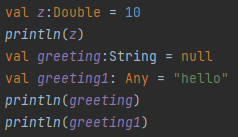 val z:Double = 10
println(z)
val greeting:String = null
val greeting1: Any = "hello"
println(greeting)
println(greeting1)